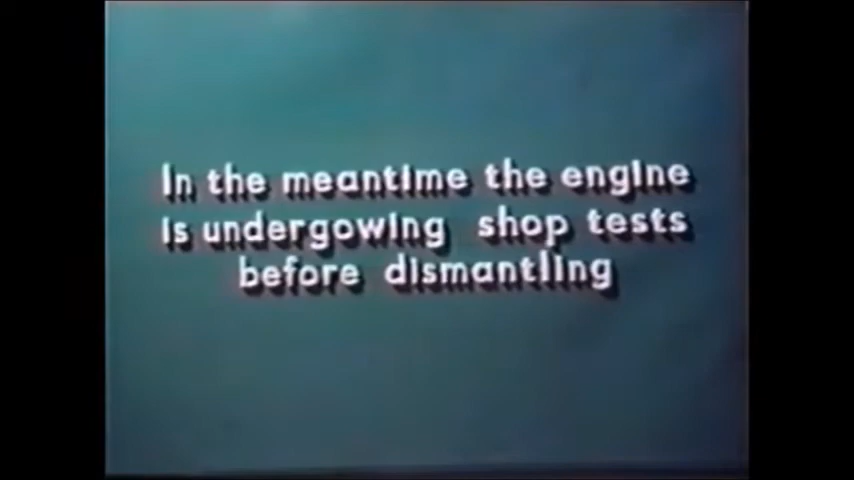 In the meantime the engine
is undergowing shop tests
before dismantling